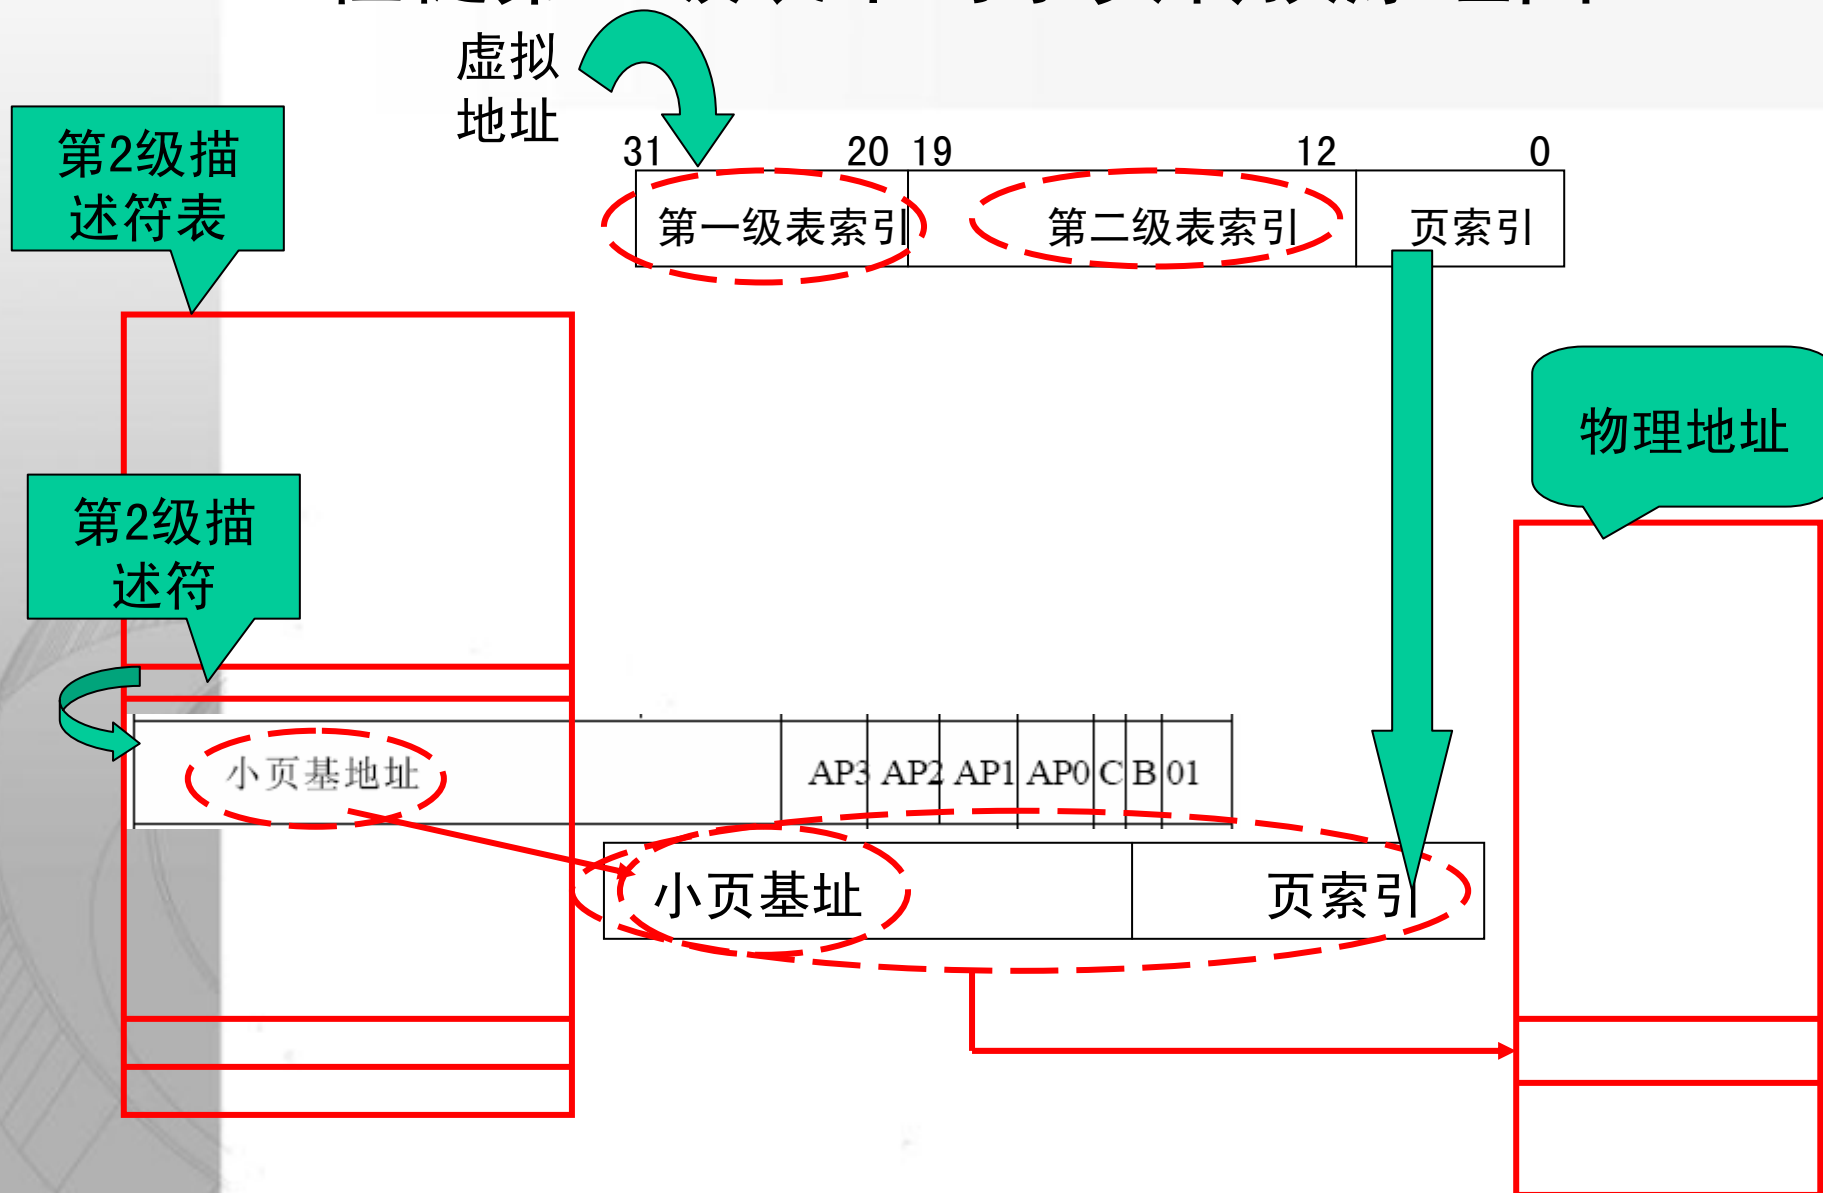 虚拟
地址
第2级描
述符表
31 20 19 12 0
第一级表索引 第二级表索引 页索引
物理地址
第2级描
述符
小页基地址 AP3 AP2 AP1 AP0 C B 01
小页基址 页索引